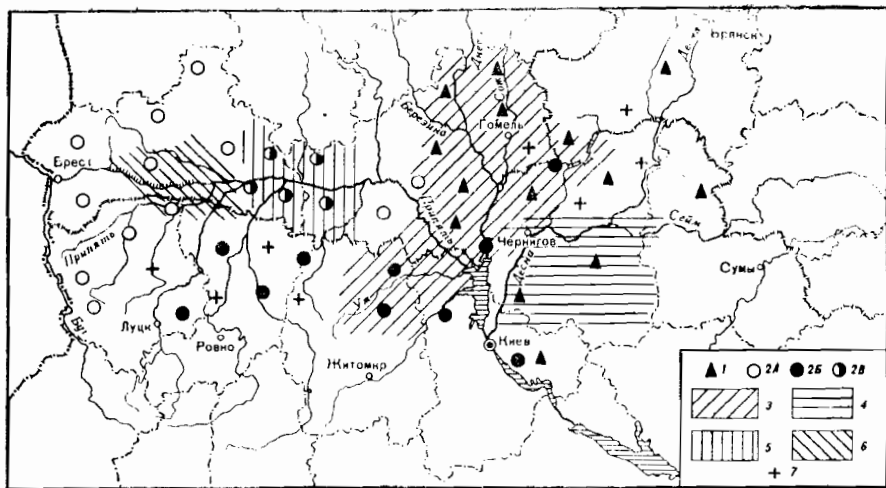 Днепр
Сож
Десна
Брянск
Березина
Гомель
Брест
Припять
Сейм
Припять
Чернигов
Десна
Сумы
Буг
Луцк
Уж
Ровно
Киев
Житомир
1 2А 2Б 2В
3 4
5 6
7